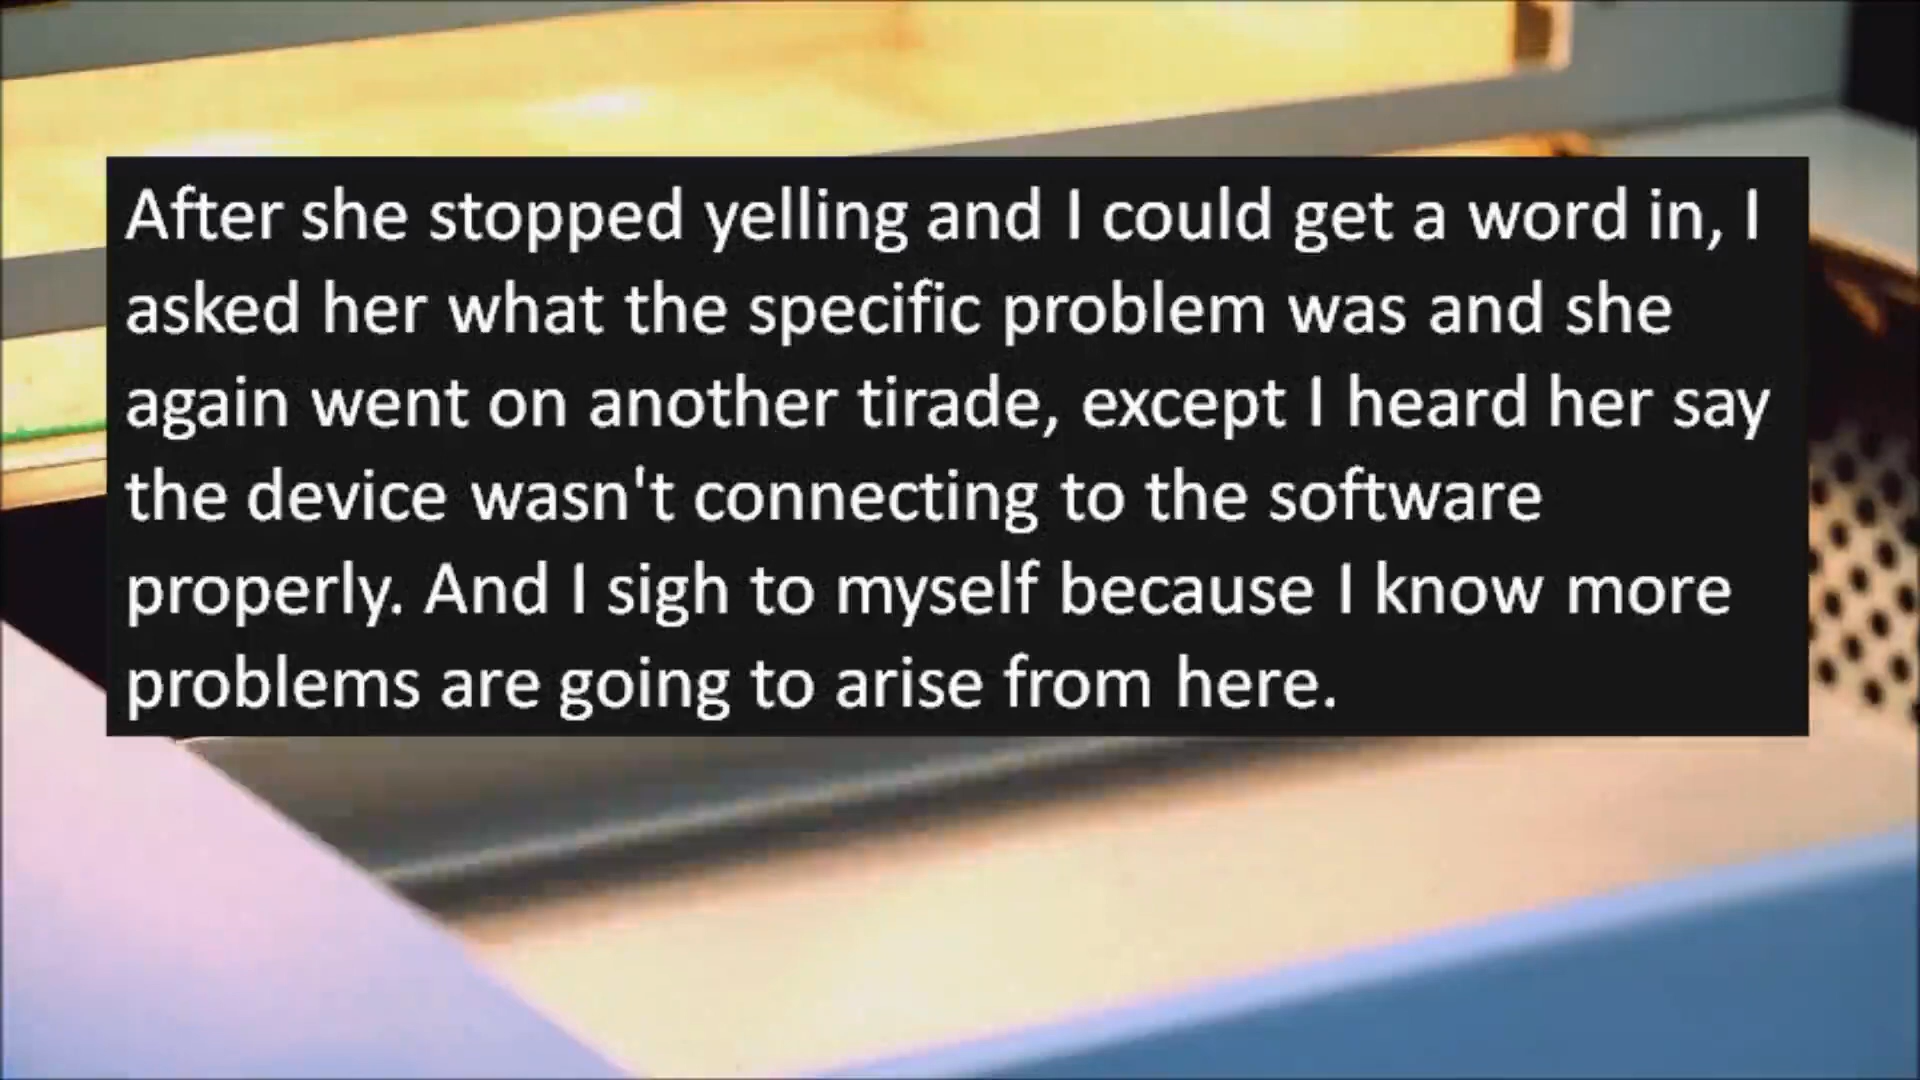 After she stopped yelling and I could get a word in, I
asked her what the specific problem was and she
again went on another tirade, except I heard her say
the device wasn't connecting to the software
properly. And I sigh to myself because I know more
problems are going to arise from here.